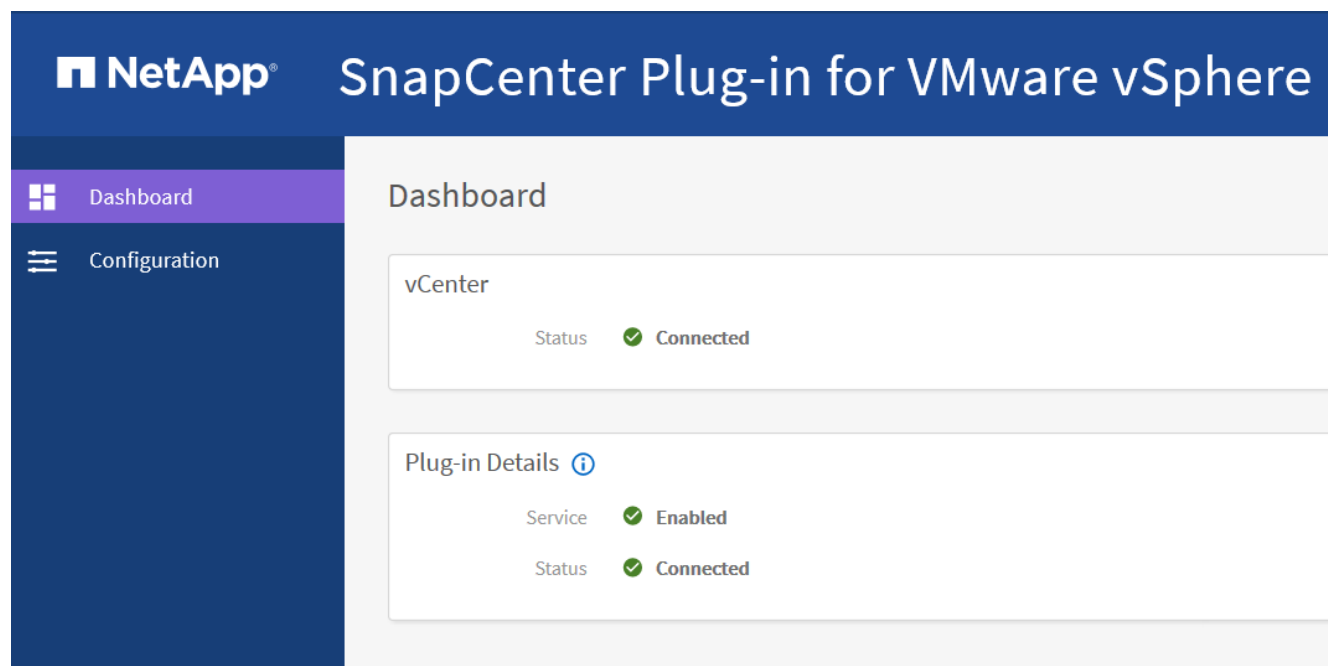 NetApp® SnapCenter Plug-in for VMware vSphere
Dashboard
Configuration
Dashboard
vCenter
Status Connected
Plug-in Details
Service Enabled
Status Connected